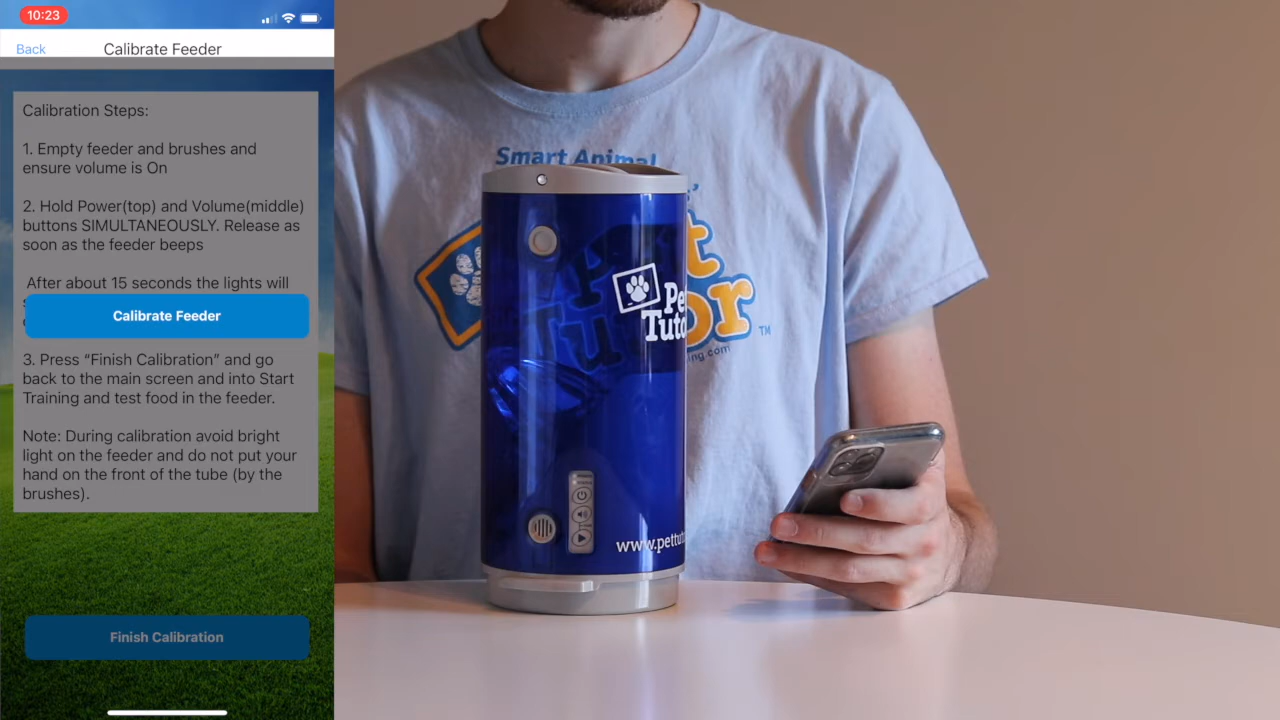 10:23
Back
Calibrate Feeder
Calibration Steps:
1. Empty feeder and brushes and
ensure volume is On
2. Hold Power(top) and Volume(middle)
buttons SIMULTANEOUSLY. Release as
soon as the feeder beeps
After about 15 seconds the lights will
Calibrate Feeder
3. Press “Finish Calibration” and go
back to the main screen and into Start
Training and test food in the feeder.
Note: During calibration avoid bright
light on the feeder and do not put your
hand on the front of the tube (by the
brushes).
Finish Calibration
Smart Animal
Pet
Tutor
TM
ng.com
Pe
Tuto
www.pettut